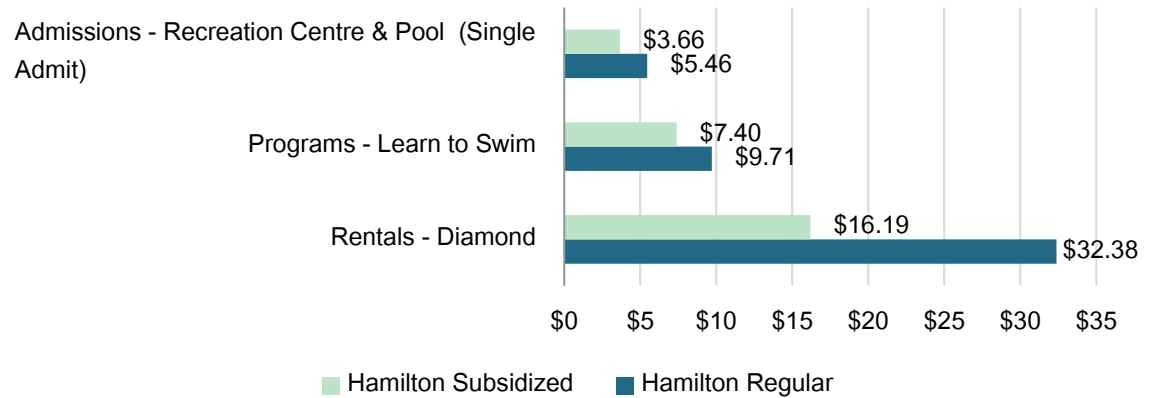 Admissions - Recreation Centre & Pool (Single
Admit)
$3.66
$5.46
Programs - Learn to Swim
$7.40
$9.71
Rentals - Diamond
$16.19
$32.38
$0 $5 $10 $15 $20 $25 $30 $35
Hamilton Subsidized Hamilton Regular